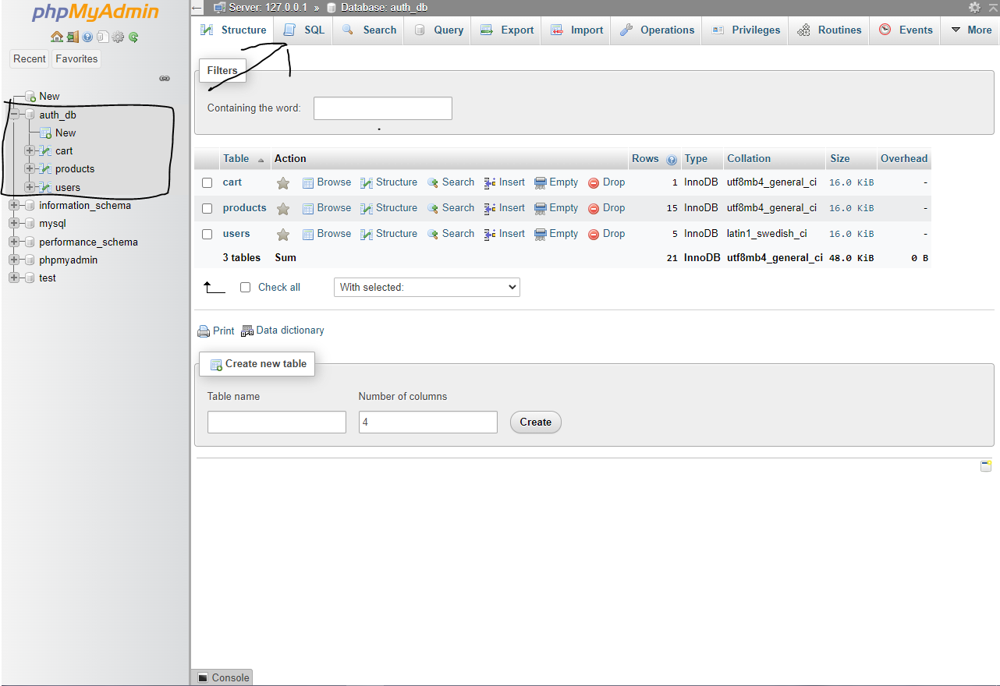 phpMyAdmin
Recent Favorites
New
auth_db
New
cart
products
users
information_schema
mysql
performance_schema
phpmyadmin
test
Server: 127.0.0.1 » Database: auth_db
Structure SQL Search Query Export Import Operations Privileges Routines Events More
Filters
Containing the word:
Table Action Rows Type Collation Size Overhead
cart Browse Structure Search Insert Empty Drop 1 InnoDB utf8mb4_general_ci 16.0 KiB -
products Browse Structure Search Insert Empty Drop 15 InnoDB utf8mb4_general_ci 16.0 KiB -
users Browse Structure Search Insert Empty Drop 5 InnoDB latin1_swedish_ci 16.0 KiB -
3 tables Sum 21 InnoDB utf8mb4_general_ci 48.0 KiB 0 B
Check all With selected:
Print Data dictionary
Create new table
Table name Number of columns
4 Create
Console